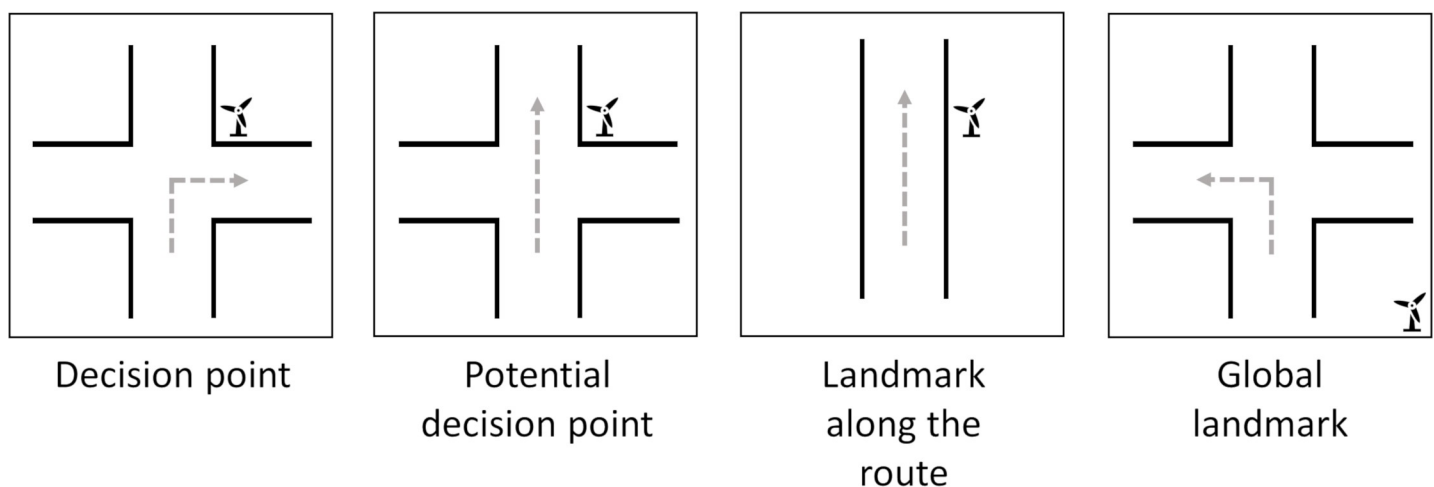 Decision point
Potential
decision point
Landmark
along the
route
Global
landmark